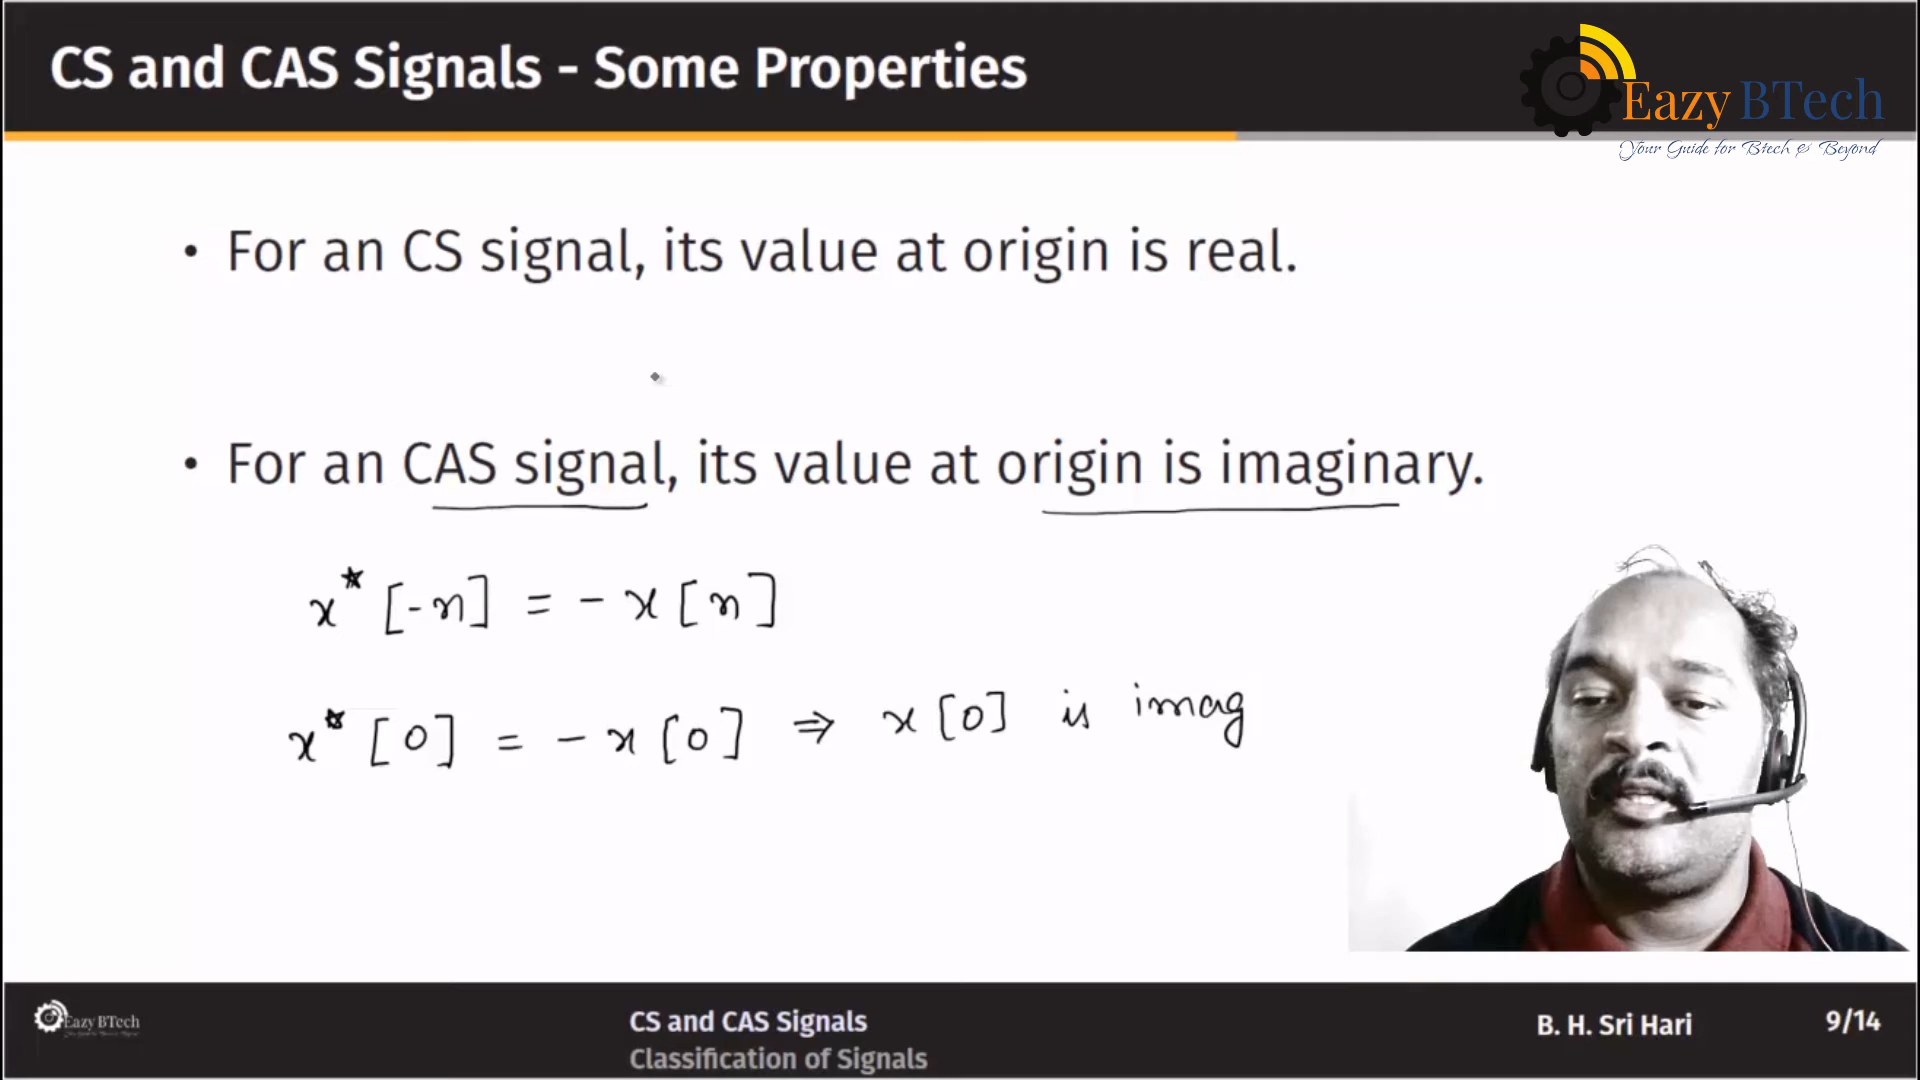 CS and CAS Signals - Some Properties
Eazy BTech
Your Guide for Btech & Beyond
• For an CS signal, its value at origin is real.
• For an CAS signal, its value at origin is imaginary.
x* [-n] = - x [n]
x* [0] = - x [0] ⇒ x [0] is imag
Eazy BTech
CS and CAS Signals
Classification of Signals
B. H. Sri Hari
9/14